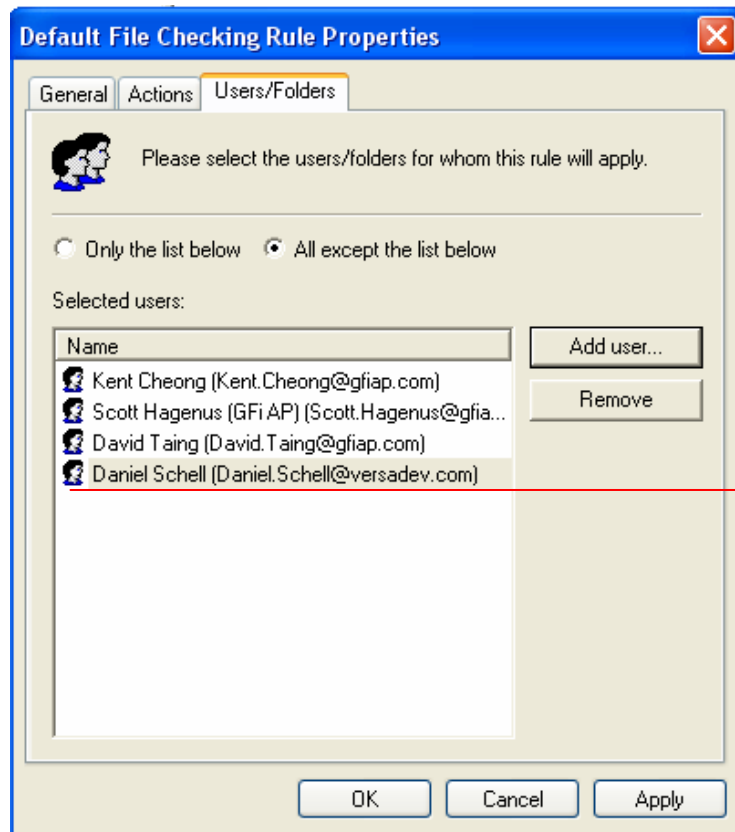 Default File Checking Rule Properties
General Actions Users/Folders
Please select the users/folders for whom this rule will apply.
Only the list below All except the list below
Selected users:
Name
Add user...
Kent Cheong (Kent.Cheong@gfiap.com)
Scott Hagenus (GFi AP) (Scott.Hagenus@gfia...
Remove
David Taing (David.Taing@gfiap.com)
Daniel Schell (Daniel.Schell@versadev.com)
OK Cancel Apply